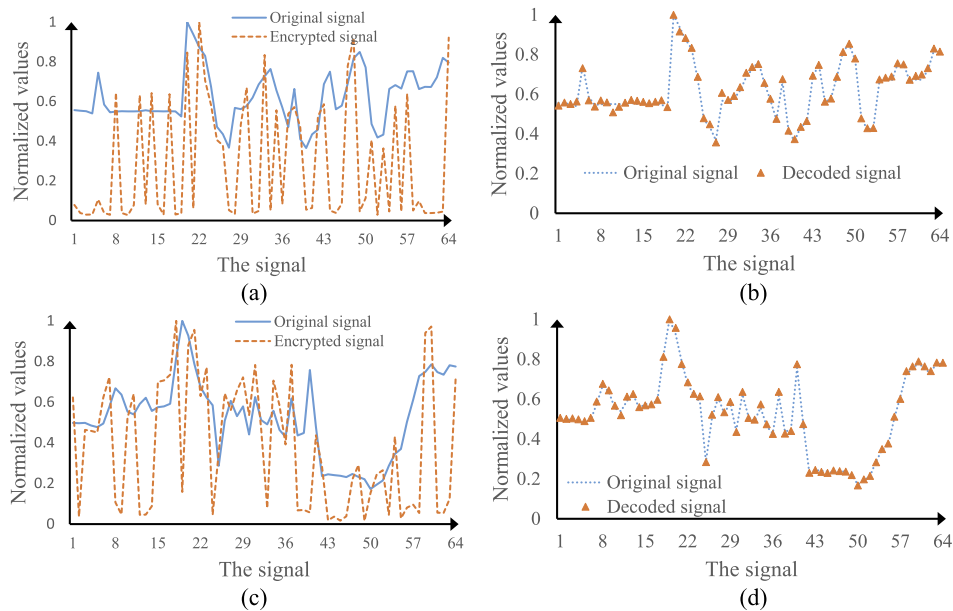 Normalized values
1
0.8
0.6
0.4
0.2
0
Original signal
Encrypted signal
1 8 15 22 29 36 43 50 57 64
The signal
(a)
Normalized values
1
0.8
0.6
0.4
0.2
0
Original signal Decoded signal
1 8 15 22 29 36 43 50 57 64
The signal
(b)
Normalized values
1
0.8
0.6
0.4
0.2
0
Original signal
Encrypted signal
1 8 15 22 29 36 43 50 57 64
The signal
(c)
Normalized values
1
0.8
0.6
0.4
0.2
0
Original signal
Decoded signal
1 8 15 22 29 36 43 50 57 64
The signal
(d)